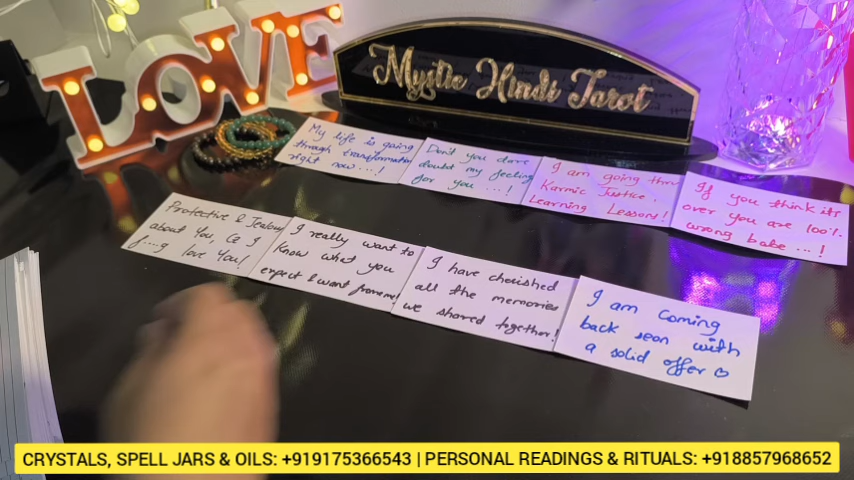 LOVE
Mystic Hindi Tarot
My life is going
through transformation
right now...!
Don't you dare
doubt my feeling
for you ...!
I am going thru
Karmic Justice,
Learning Lessons!
If you think its
over you are 100%
wrong babe ...!
Protective & Jealous
about You, Cz I
f....g love You!
I really want to
Know what you
expect & want from me!
I have cherished
all the memories
we shared together!
I am Coming
back soon with
a solid offer
CRYSTALS, SPELL JARS & OILS: +919175366543 | PERSONAL READINGS & RITUALS: +918857968652